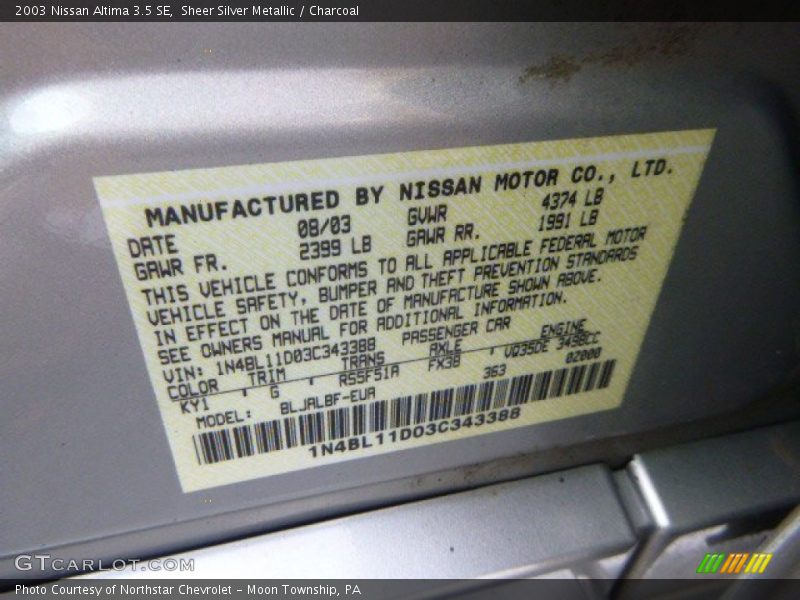 2003 Nissan Altima 3.5 SE, Sheer Silver Metallic / Charcoal
MANUFACTURED BY NISSAN MOTOR CO., LTD.
DATE 08/03 GVWR 4374 LB
GAWR FR. 2399 LB GAWR RR. 1991 LB
THIS VEHICLE CONFORMS TO ALL APPLICABLE FEDERAL MOTOR
VEHICLE SAFETY, BUMPER AND THEFT PREVENTION STANDARDS
IN EFFECT ON THE DATE OF MANUFACTURE SHOWN ABOVE.
SEE OWNERS MANUAL FOR ADDITIONAL INFORMATION.
VIN: 1N4BL11D03C343388 PASSENGER CAR
COLOR TRIM TRANS AXLE ENGINE
KY1 G RS5F51A FX38 VQ35DE 3498CC
MODEL: BLJALBF-EUA 363 02000
1N4BL11D03C343388
GTCARLOT.COM
Photo Courtesy of Northstar Chevrolet - Moon Township, PA